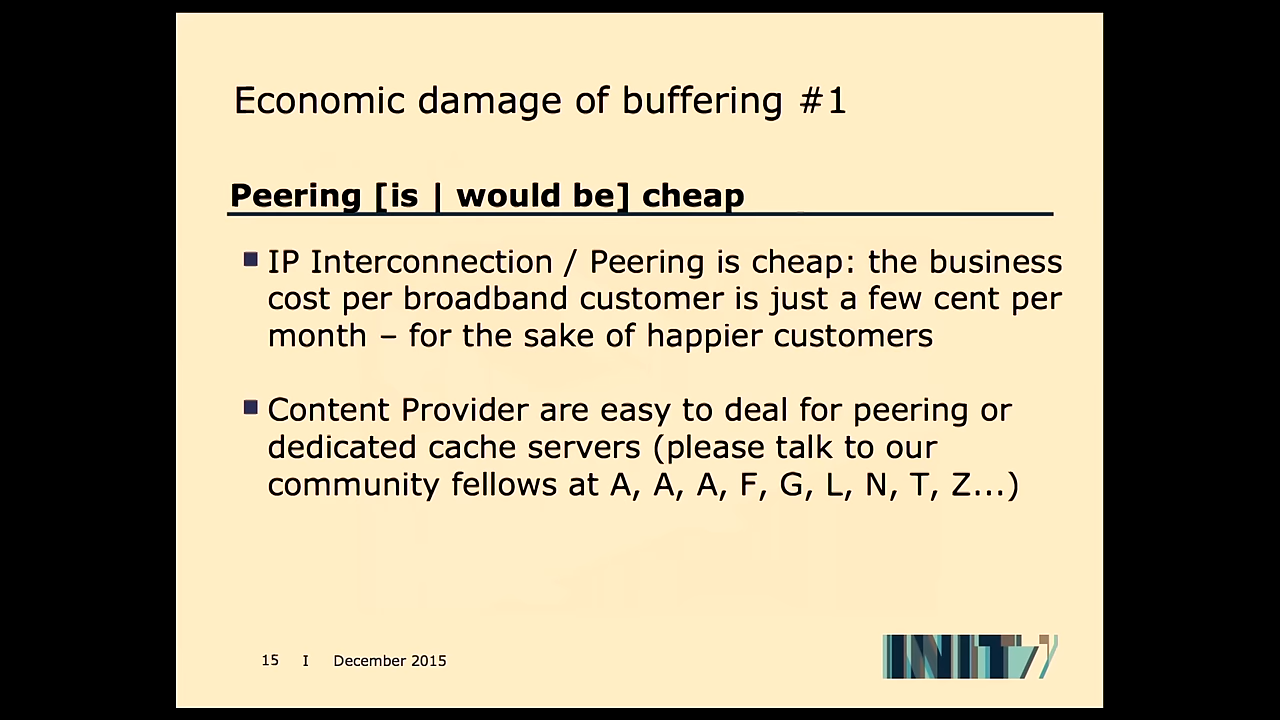 Economic damage of buffering #1
Peering [is | would be] cheap
IP Interconnection / Peering is cheap: the business
cost per broadband customer is just a few cent per
month – for the sake of happier customers
Content Provider are easy to deal for peering or
dedicated cache servers (please talk to our
community fellows at A, A, A, F, G, L, N, T, Z...)
15 I December 2015
INIT7